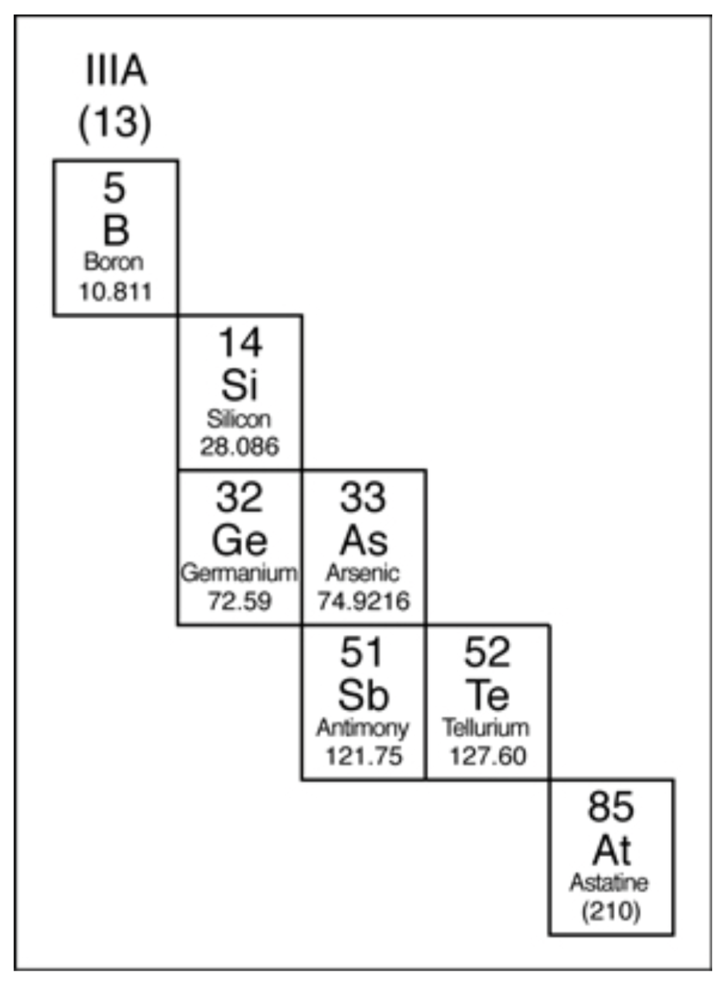 IIIA
(13)
5
B
Boron
10.811
14
Si
Silicon
28.086
32
Ge
Germanium
72.59
33
As
Arsenic
74.9216
51
Sb
Antimony
121.75
52
Te
Tellurium
127.60
85
At
Astatine
(210)